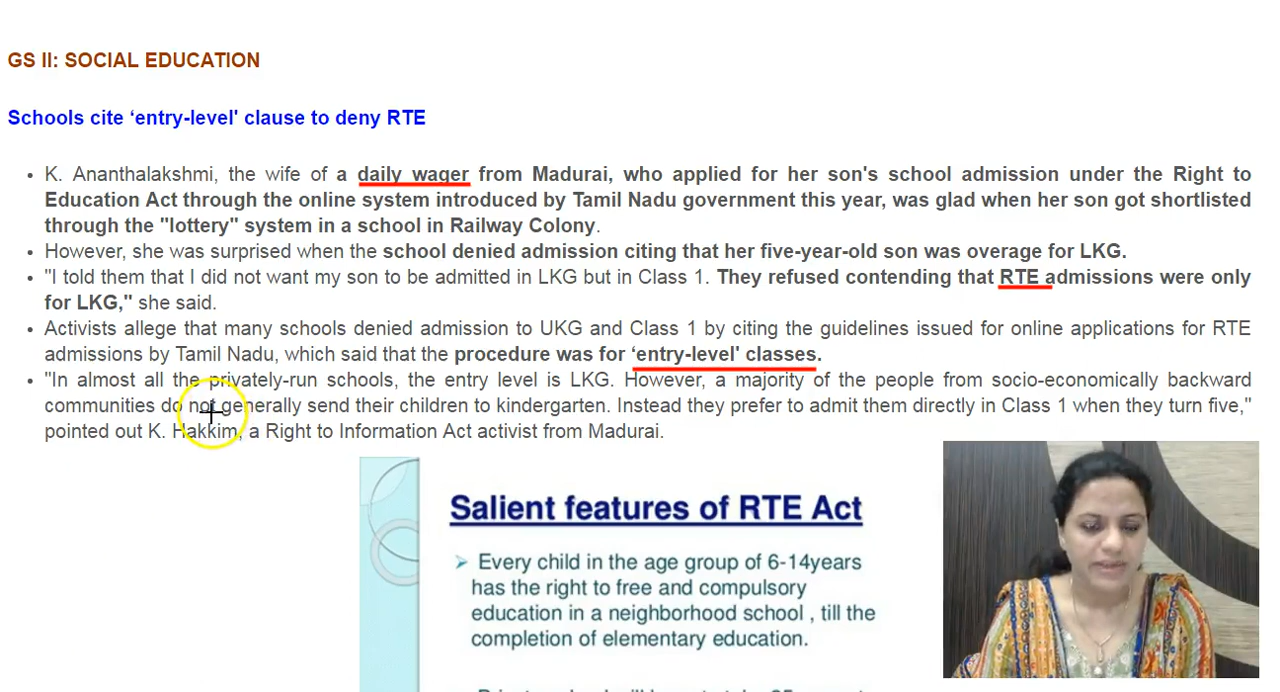 GS II: SOCIAL EDUCATION
Schools cite ‘entry-level' clause to deny RTE
• K. Ananthalakshmi, the wife of a daily wager from Madurai, who applied for her son's school admission under the Right to
Education Act through the online system introduced by Tamil Nadu government this year, was glad when her son got shortlisted
through the "lottery" system in a school in Railway Colony.
• However, she was surprised when the school denied admission citing that her five-year-old son was overage for LKG.
• "I told them that I did not want my son to be admitted in LKG but in Class 1. They refused contending that RTE admissions were only
for LKG," she said.
• Activists allege that many schools denied admission to UKG and Class 1 by citing the guidelines issued for online applications for RTE
admissions by Tamil Nadu, which said that the procedure was for ‘entry-level' classes.
• "In almost all the privately-run schools, the entry level is LKG. However, a majority of the people from socio-economically backward
communities do not generally send their children to kindergarten. Instead they prefer to admit them directly in Class 1 when they turn five,"
pointed out K. Hakkim, a Right to Information Act activist from Madurai.
Salient features of RTE Act
➢ Every child in the age group of 6-14years
has the right to free and compulsory
education in a neighborhood school , till the
completion of elementary education.